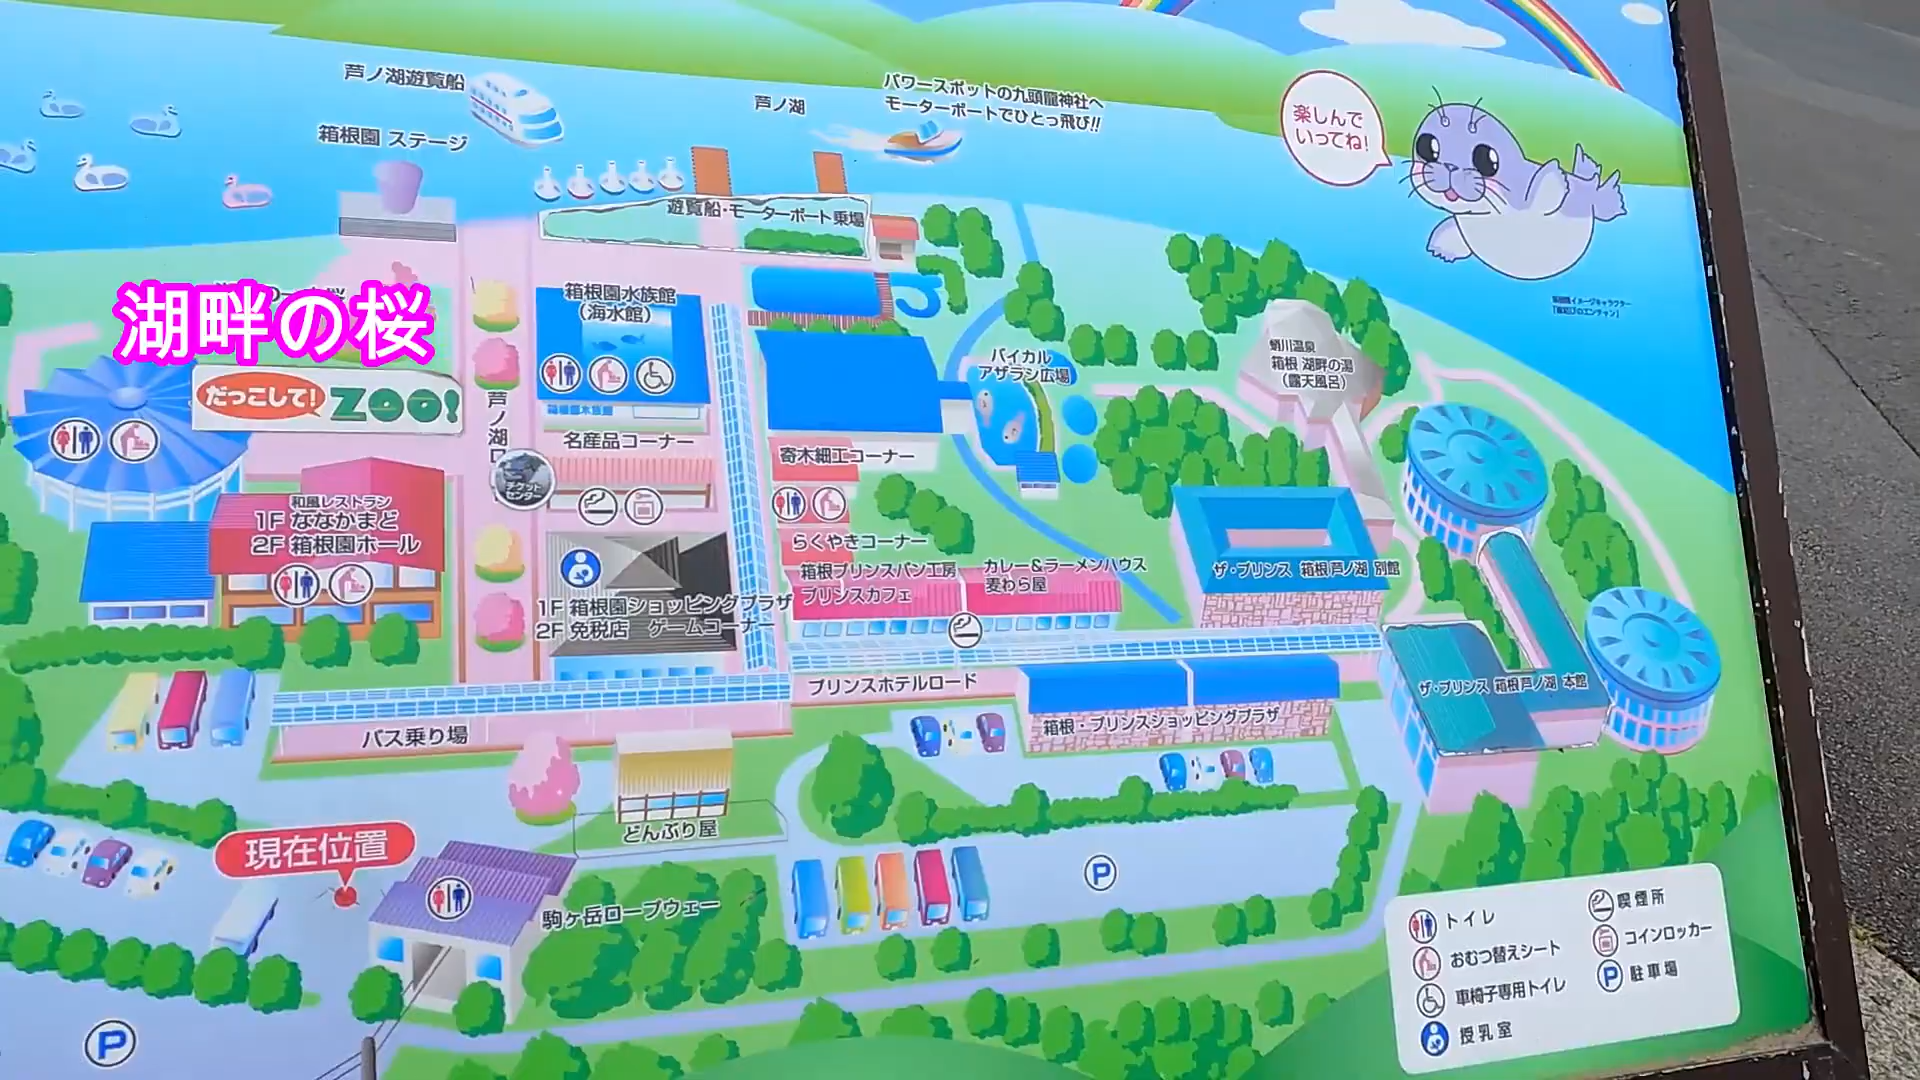 芦ノ湖遊覧船
箱根園 ステージ
芦ノ湖
パワースポットの九頭龍神社へ
モーターボートでひとっ飛び!!
楽しんで
いってね!
遊覧船・モーターボート乗場
湖畔の桜
箱根園水族館
(海水館)
バイカル
アザラシ広場
蛸川温泉
箱根 湖畔の湯
(露天風呂)
だっこして! ZOO!
箱根園水族館
名産品コーナー
寄木細工コーナー
チケット
センター
和風レストラン
1F ななかまど
2F 箱根園ホール
らくやきコーナー
箱根プリンスパン工房
プリンスカフェ
カレー&ラーメンハウス
麦わら屋
ザ・プリンス 箱根芦ノ湖 別館
1F 箱根園ショッピングプラザ
2F 免税店 ゲームコーナー
プリンスホテルロード
ザ・プリンス 箱根芦ノ湖 本館
箱根・プリンスショッピングプラザ
バス乗り場
どんぶり屋
現在位置
駒ヶ岳ロープウェー
P
P
トイレ
おむつ替えシート
車椅子専用トイレ
授乳室
喫煙所
コインロッカー
P 駐車場